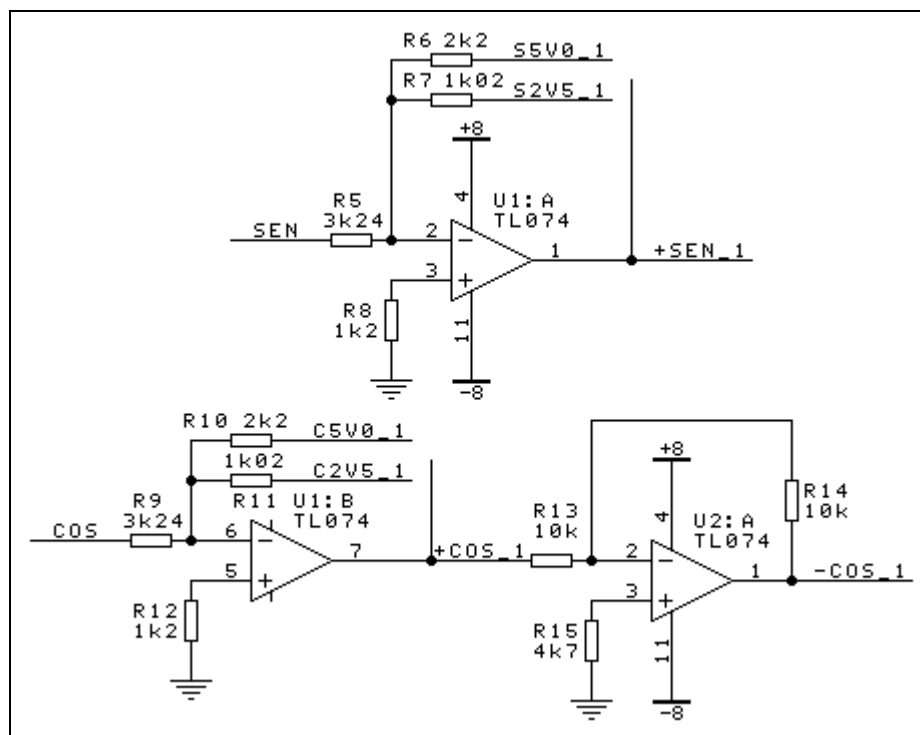 R6 2k2 S5V0_1
R7 1k02 S2V5_1
+8
4
U1:A
TL074
R5
3k24
SEN
2
1
+SEN_1
3
R8
1k2
11
-8
R10 2k2 C5V0_1
1k02 C2V5_1
R11
U1:B
TL074
R9
3k24
COS
6
7
+COS_1
5
R12
1k2
R13
10k
+8
4
U2:A
TL074
R14
10k
2
1
-COS_1
3
R15
4k7
11
-8